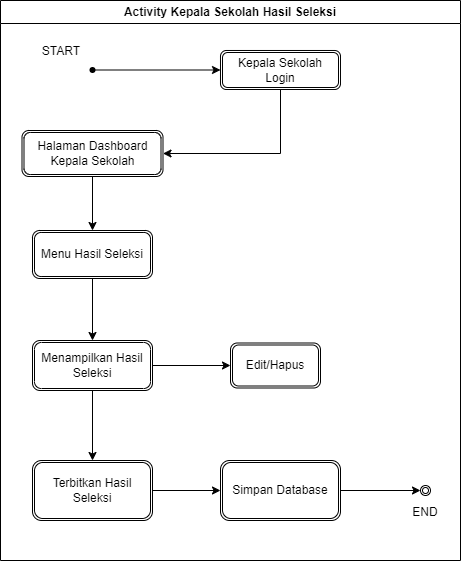 Activity Kepala Sekolah Hasil Seleksi
START
Kepala Sekolah
Login
Halaman Dashboard
Kepala Sekolah
Menu Hasil Seleksi
Menampilkan Hasil
Seleksi
Edit/Hapus
Terbitkan Hasil
Seleksi
Simpan Database
END